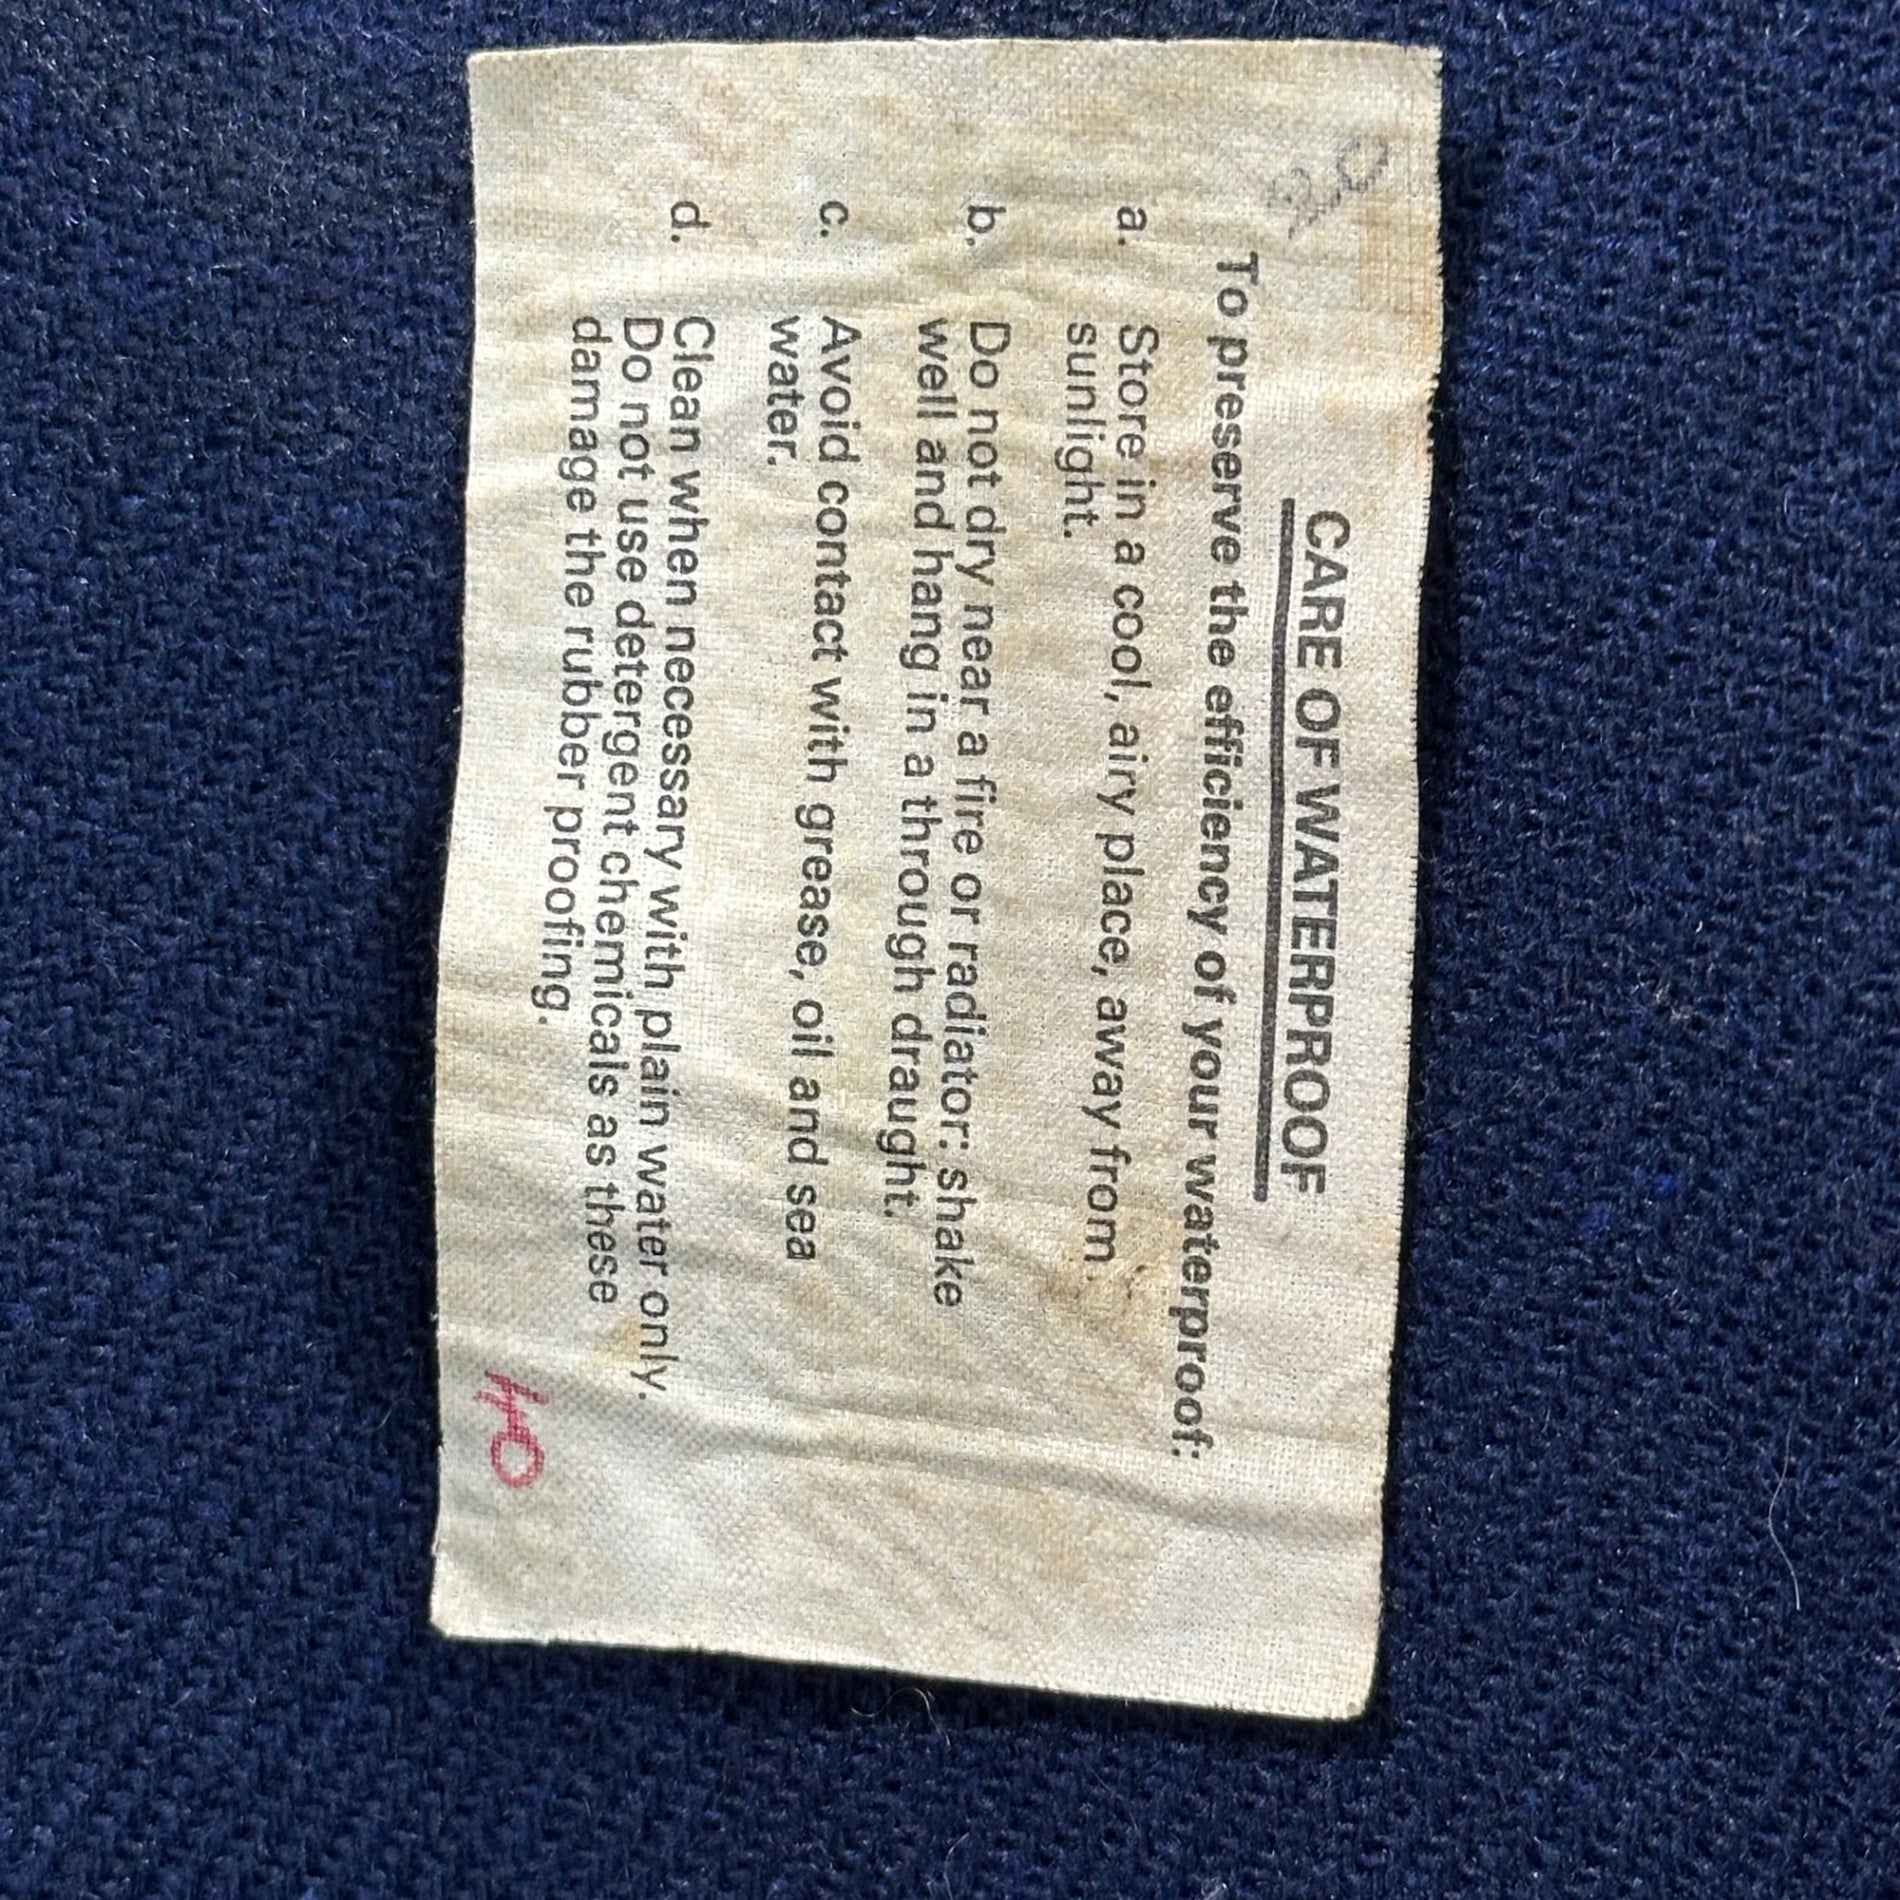 CARE OF WATERPROOF
To preserve the efficiency of your waterproof:
a. Store in a cool, airy place, away from
sunlight.
b. Do not dry near a fire or radiator: shake
well and hang in a through draught.
c. Avoid contact with grease, oil and sea
water.
d. Clean when necessary with plain water only.
Do not use detergent chemicals as these
damage the rubber proofing.
40